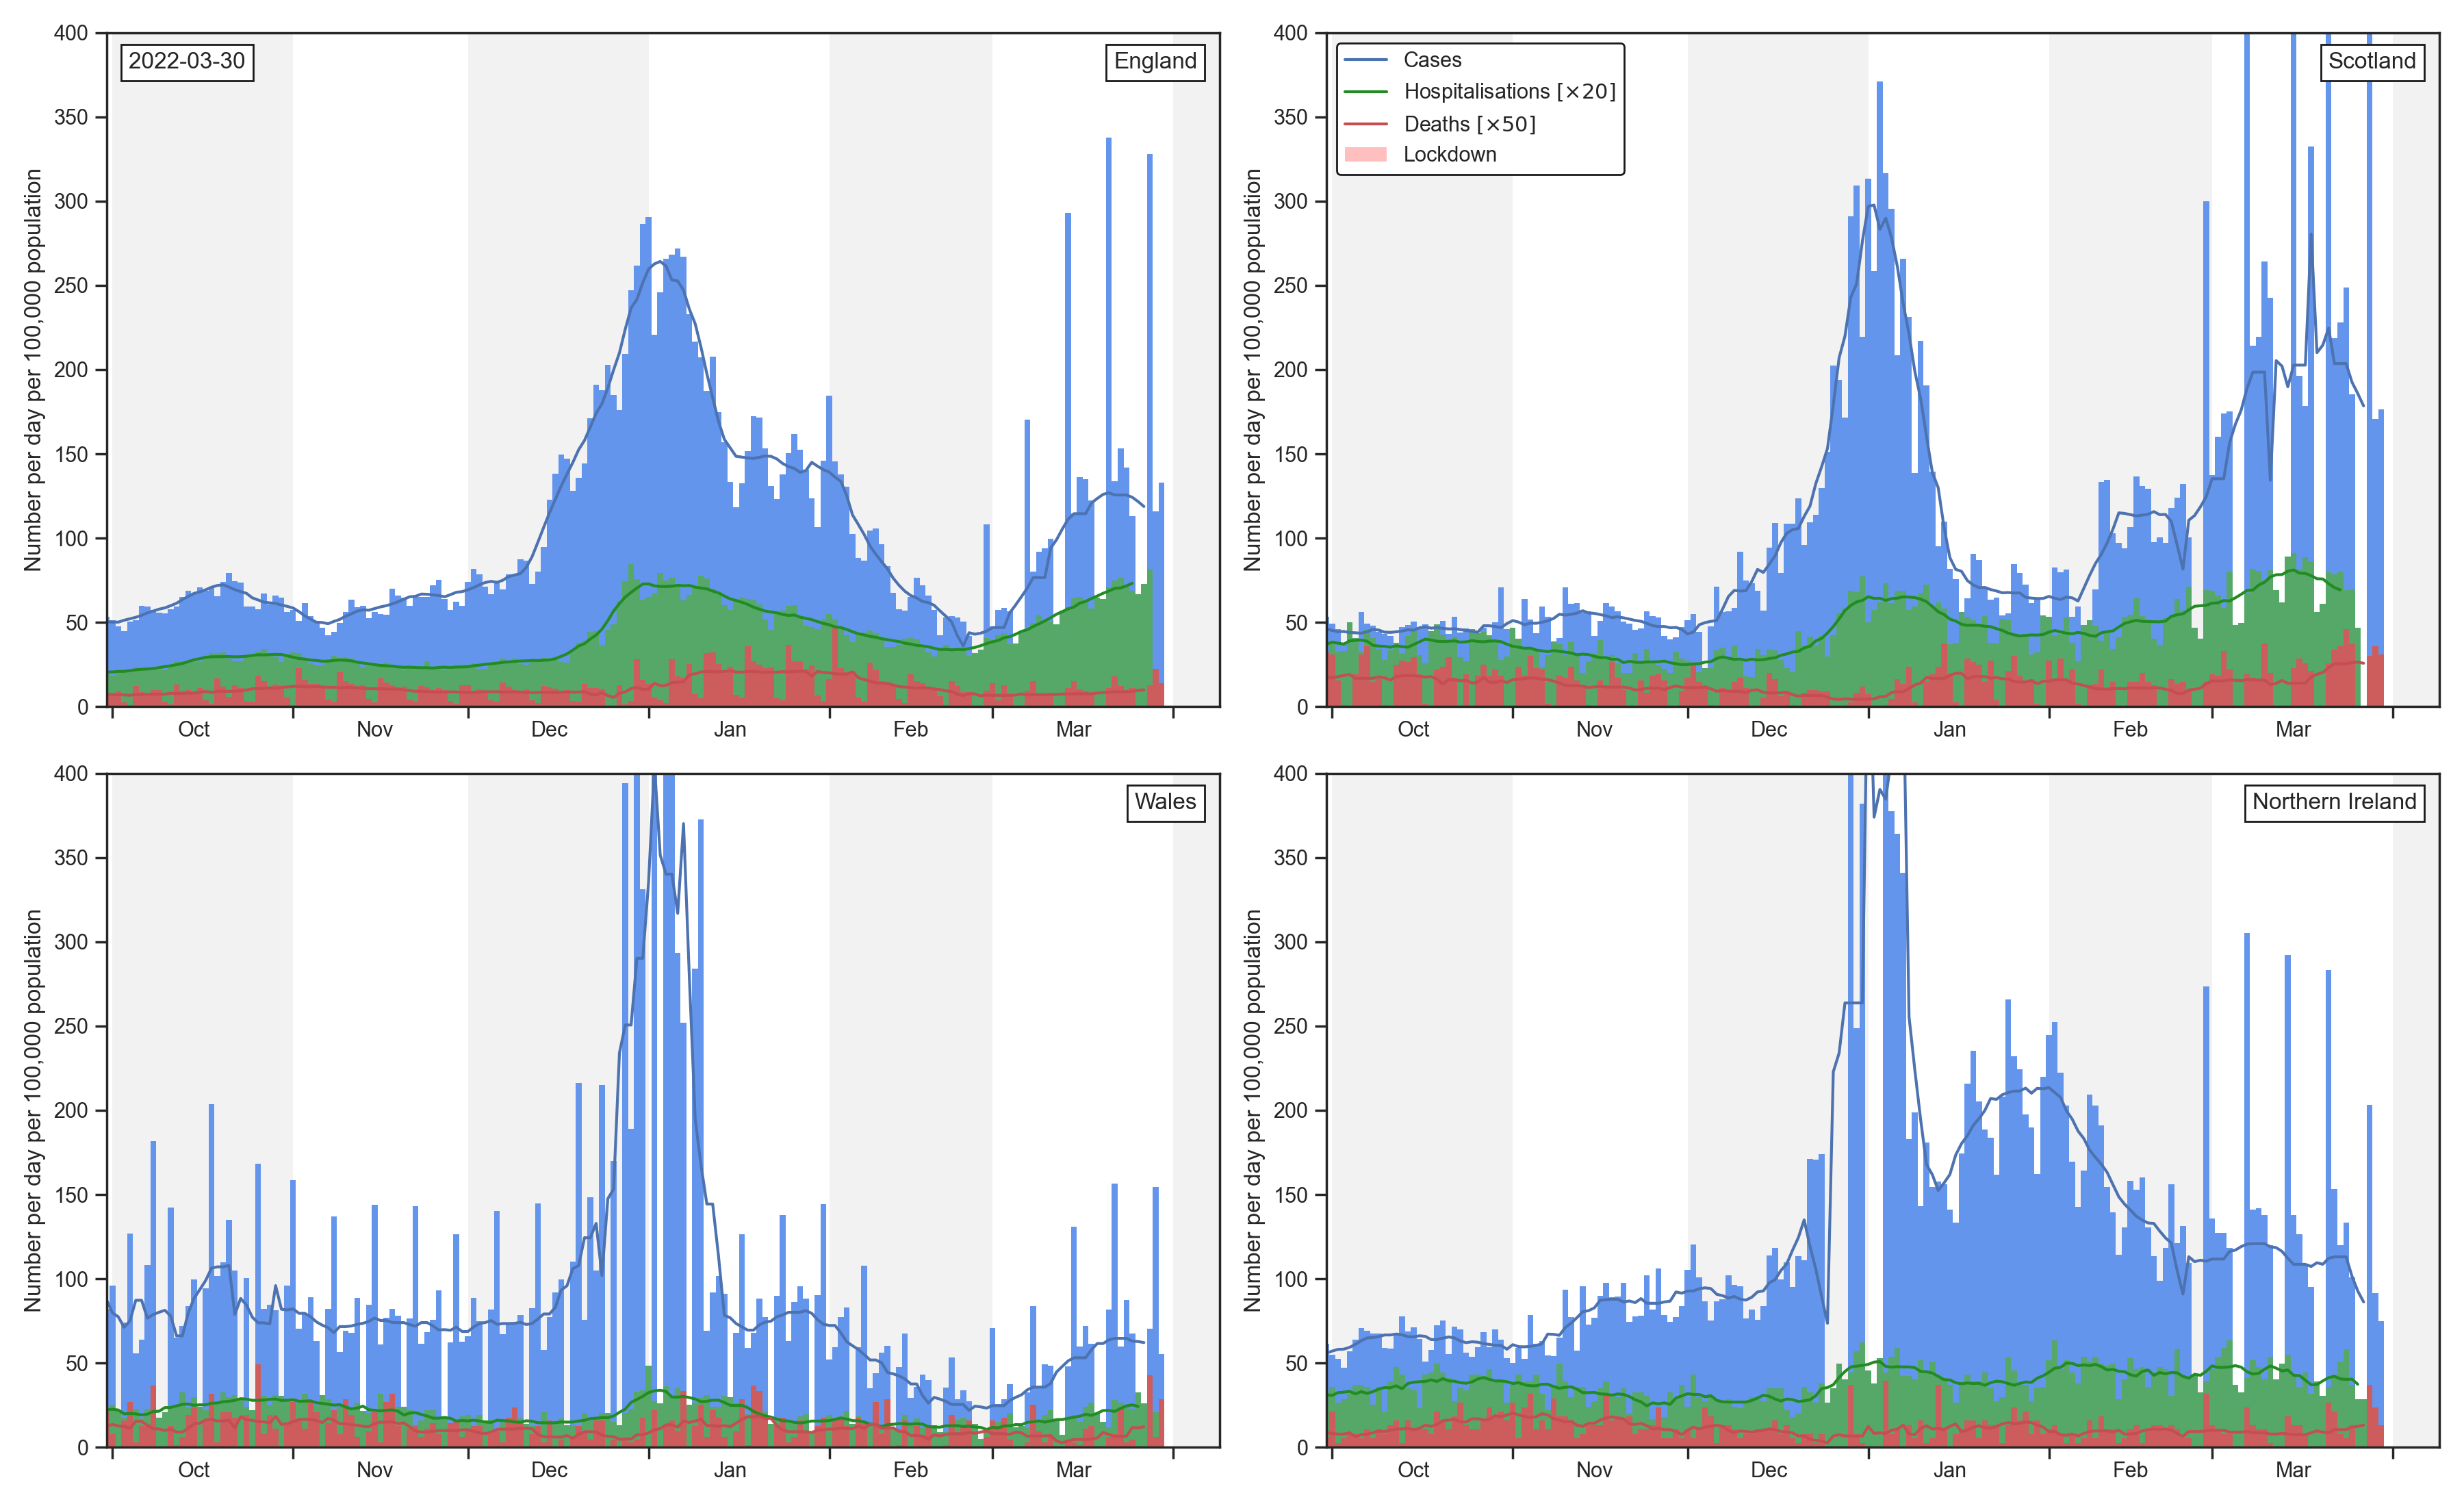 2022-03-30
England
Number per day per 100,000 population
400
350
300
250
200
150
100
50
0
Oct
Nov
Dec
Jan
Feb
Mar
Scotland
Cases
Hospitalisations [×20]
Deaths [×50]
Lockdown
Number per day per 100,000 population
400
350
300
250
200
150
100
50
0
Oct
Nov
Dec
Jan
Feb
Mar
Wales
Number per day per 100,000 population
400
350
300
250
200
150
100
50
0
Oct
Nov
Dec
Jan
Feb
Mar
Northern Ireland
Number per day per 100,000 population
400
350
300
250
200
150
100
50
0
Oct
Nov
Dec
Jan
Feb
Mar